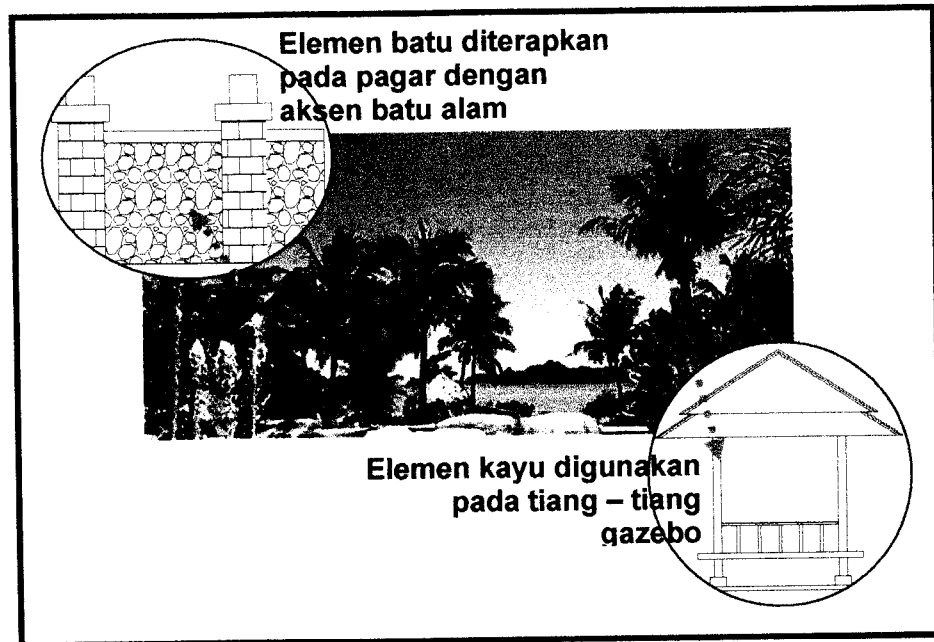 Elemen batu diterapkan
pada pagar dengan
aksen batu alam
Elemen kayu digunakan
pada tiang – tiang
gazebo